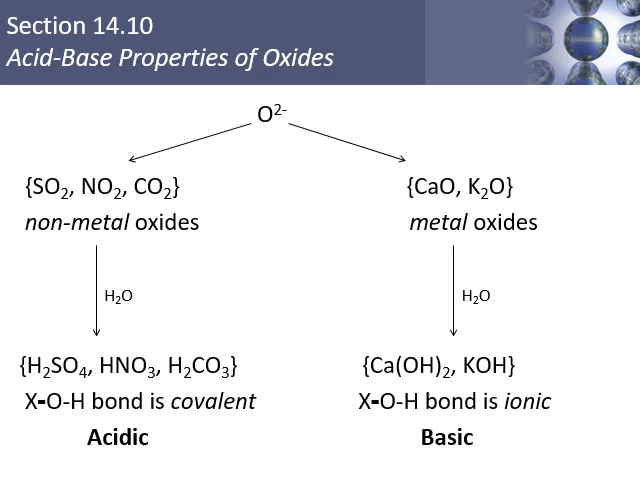 Section 14.10
Acid-Base Properties of Oxides
O²⁻
{SO₂, NO₂, CO₂}
non-metal oxides
{CaO, K₂O}
metal oxides
H₂O
H₂O
{H₂SO₄, HNO₃, H₂CO₃}
X-O-H bond is covalent
Acidic
{Ca(OH)₂, KOH}
X-O-H bond is ionic
Basic